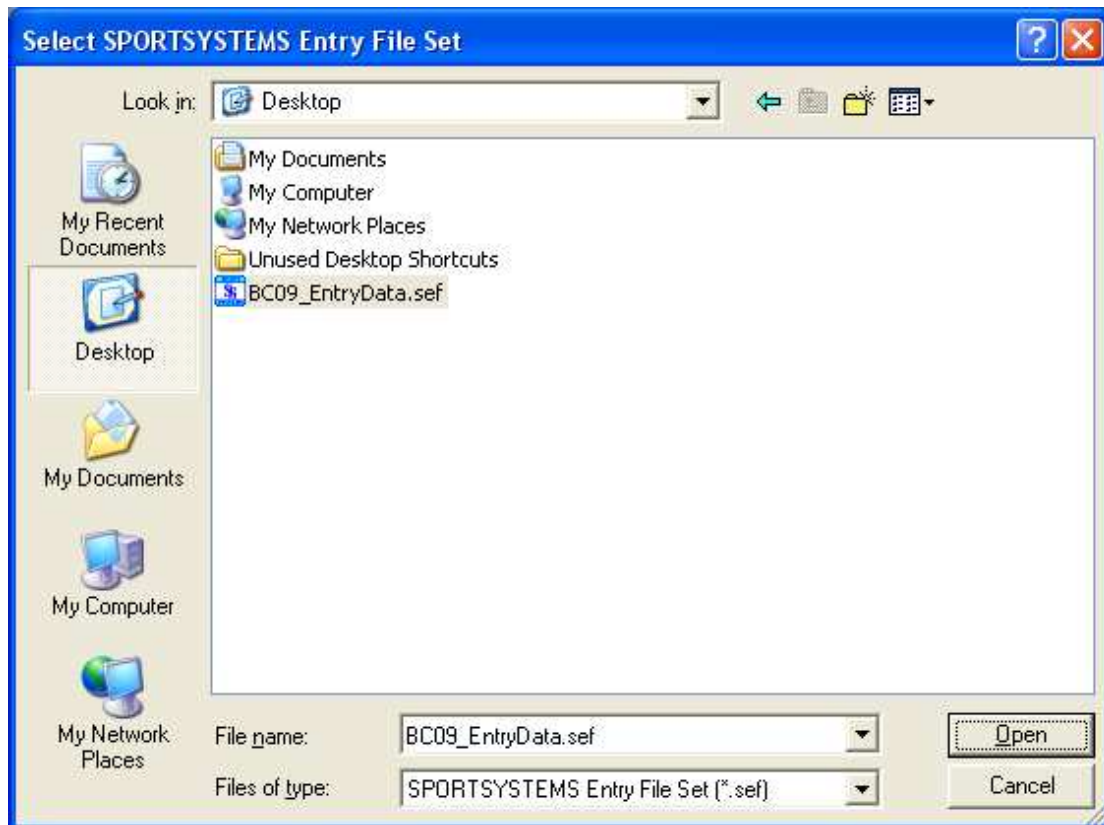 Select SPORTSYSTEMS Entry File Set
Look in: Desktop
My Recent
Documents
Desktop
My Documents
My Computer
My Network
Places
My Documents
My Computer
My Network Places
Unused Desktop Shortcuts
BC09_EntryData.sef
File name: BC09_EntryData.sef Open
Files of type: SPORTSYSTEMS Entry File Set (*.sef) Cancel